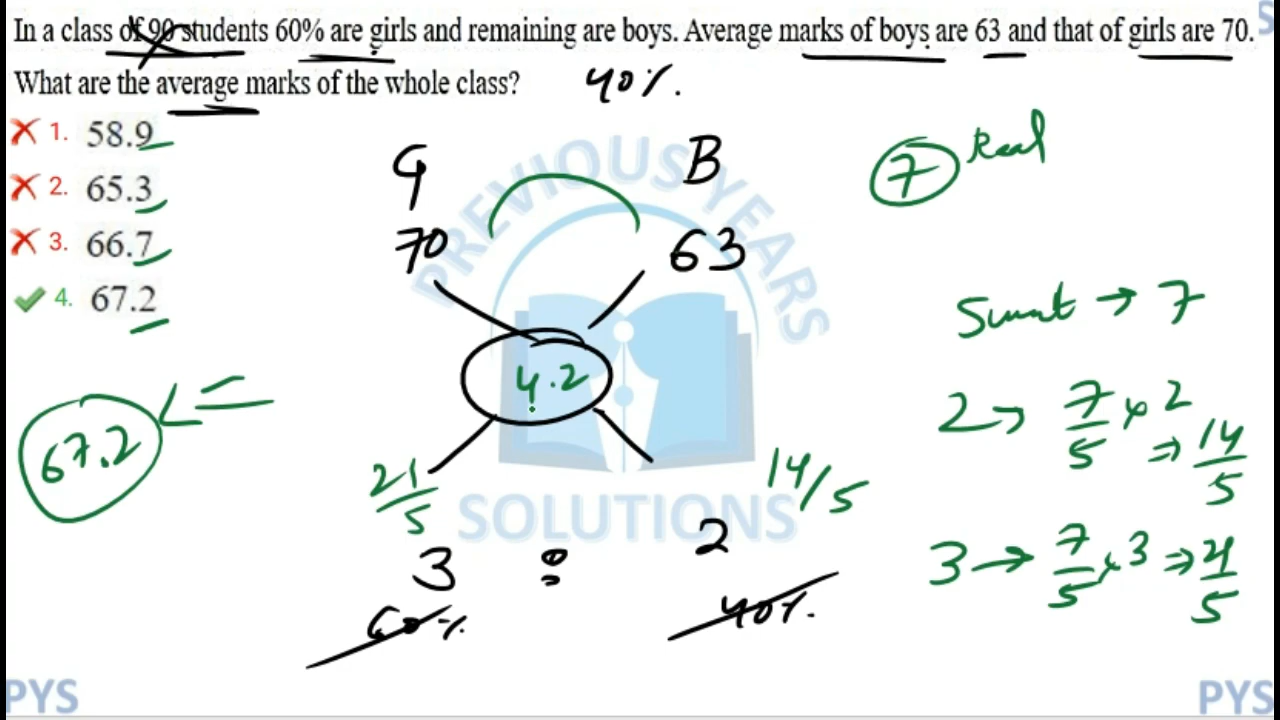 In a class of 90 students 60% are girls and remaining are boys. Average marks of boys are 63 and that of girls are 70.
What are the average marks of the whole class?
40%.
1. 58.9
2. 65.3
3. 66.7
4. 67.2
G B
70 63
7 Real
PREVIOUS YEARS
SOLUTIONS
4.2
67.2 <=
21/5 14/5
3 : 2
60% 40%.
→ 7
2 → 7/5 × 2
⇒ 14/5
3 → 7/5 × 3 ⇒ 21/5
PYS
PYS
S